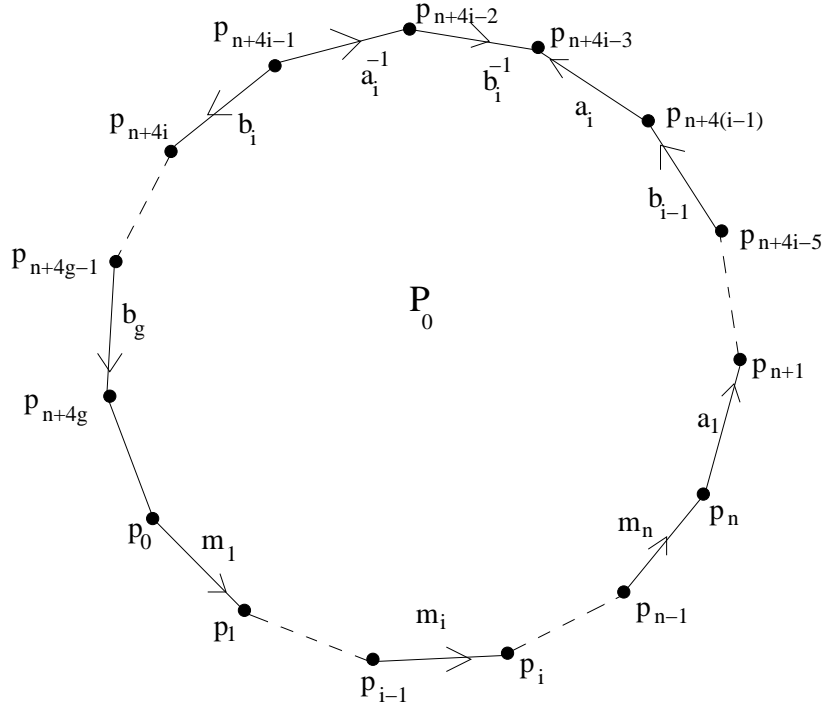 p_{n+4i-2}
p_{n+4i-1}
p_{n+4i-3}
a_i^{-1}
b_i^{-1}
a_i
p_{n+4i}
b_i
p_{n+4(i-1)}
b_{i-1}
p_{n+4i-5}
p_{n+4g-1}
P_0
b_g
p_{n+1}
p_{n+4g}
a_1
p_n
p_0
m_1
m_n
p_1
m_i
p_{n-1}
p_{i-1}
p_i